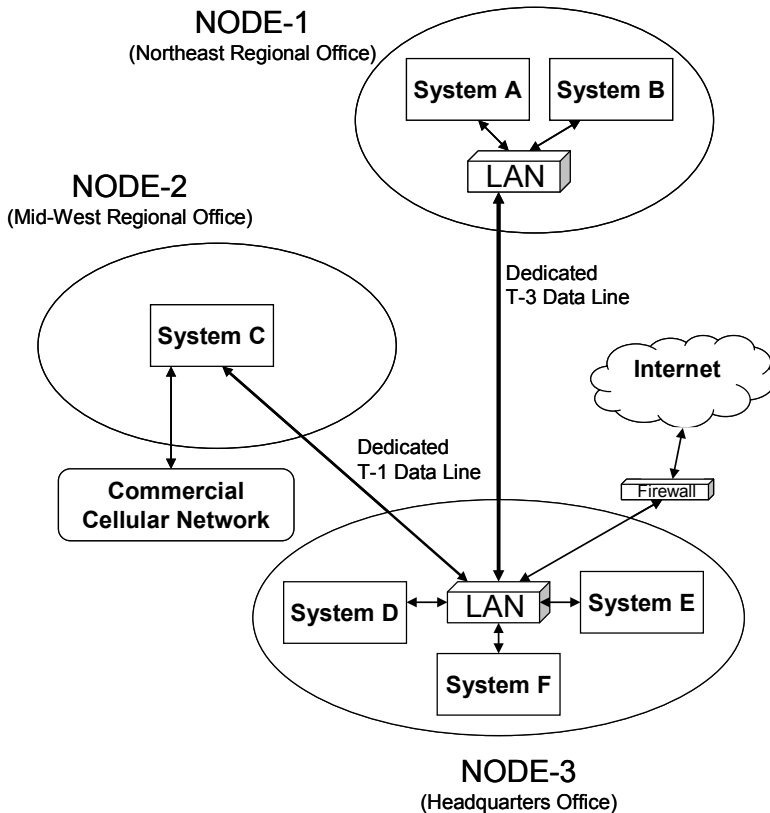 NODE-1
(Northeast Regional Office)
System A
System B
LAN
NODE-2
(Mid-West Regional Office)
Dedicated
T-3 Data Line
System C
Internet
Dedicated
T-1 Data Line
Commercial
Cellular Network
Firewall
System D
LAN
System E
System F
NODE-3
(Headquarters Office)